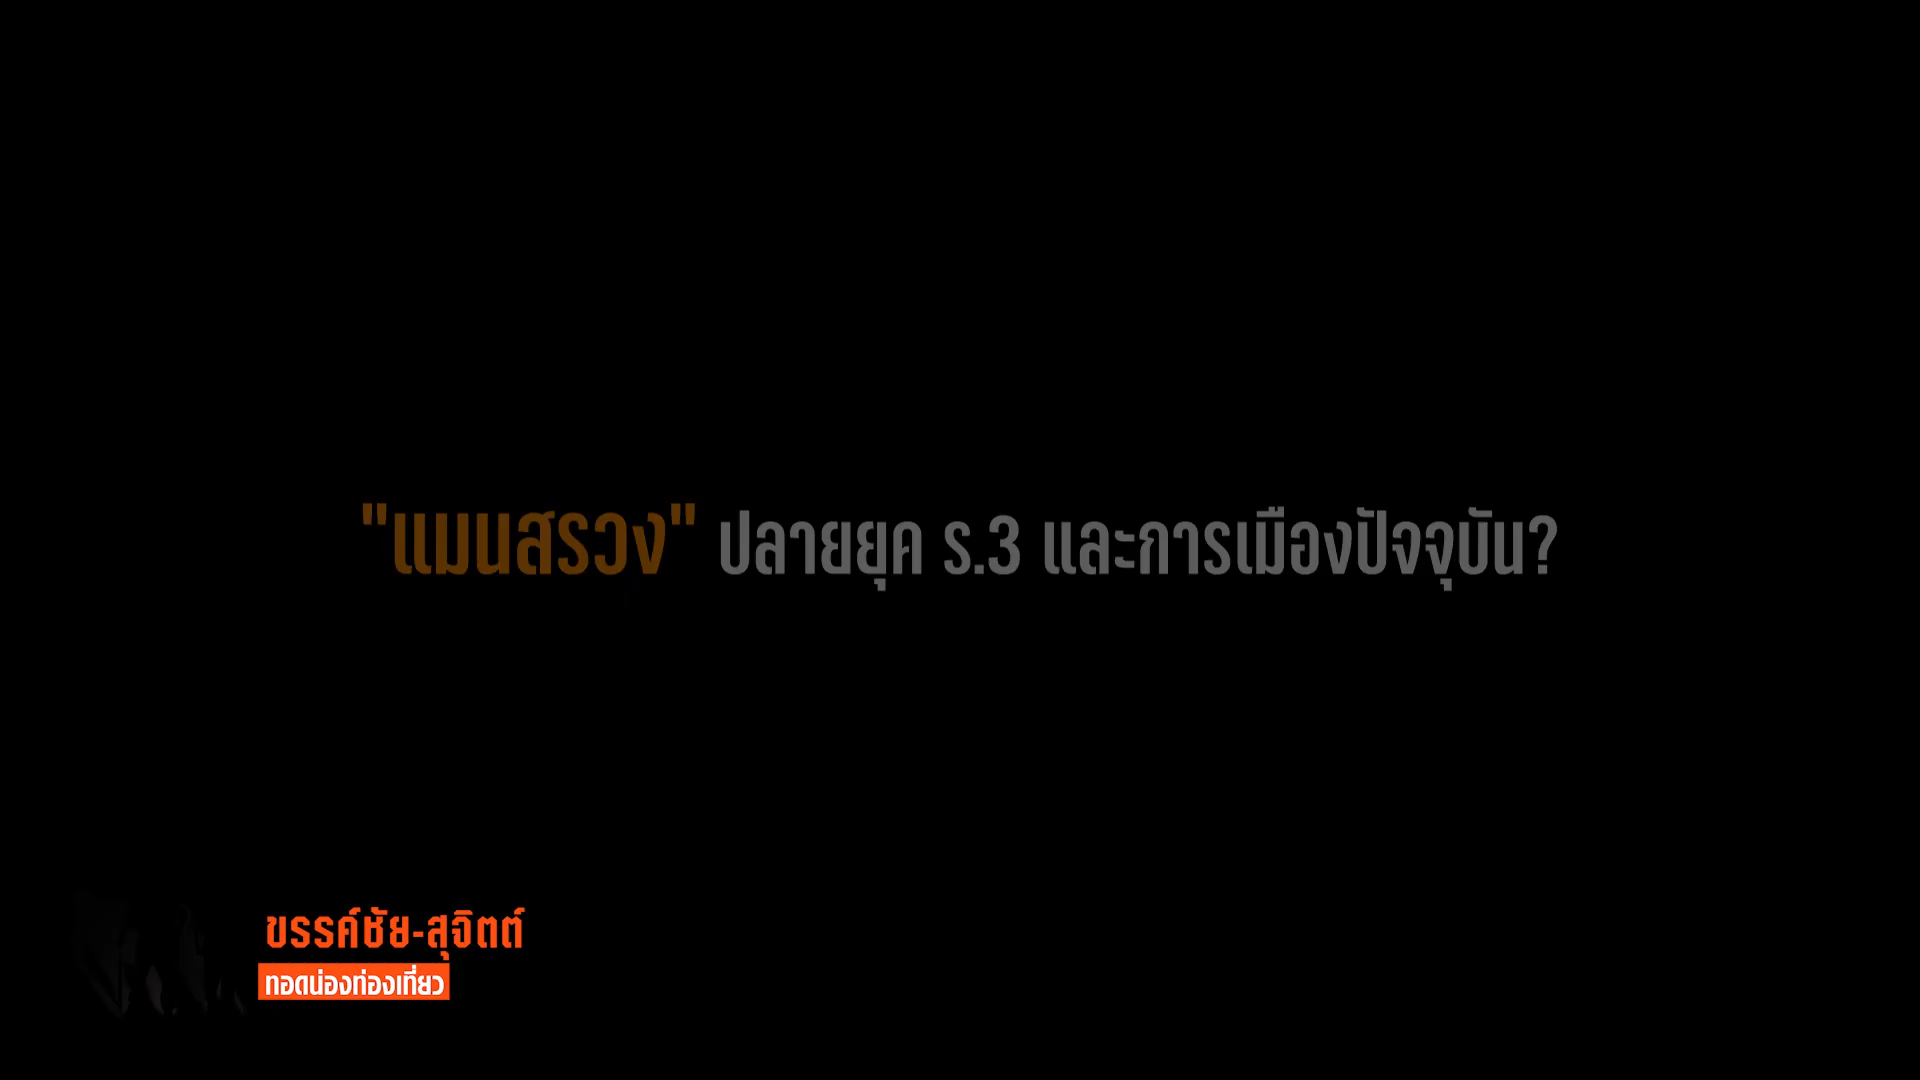 "แมนสรวง" ปลายยุค ร.3 และการเมืองปัจจุบัน?
ขรรค์ชัย-สุจิตต์
ทอดน่องท่องเที่ยว